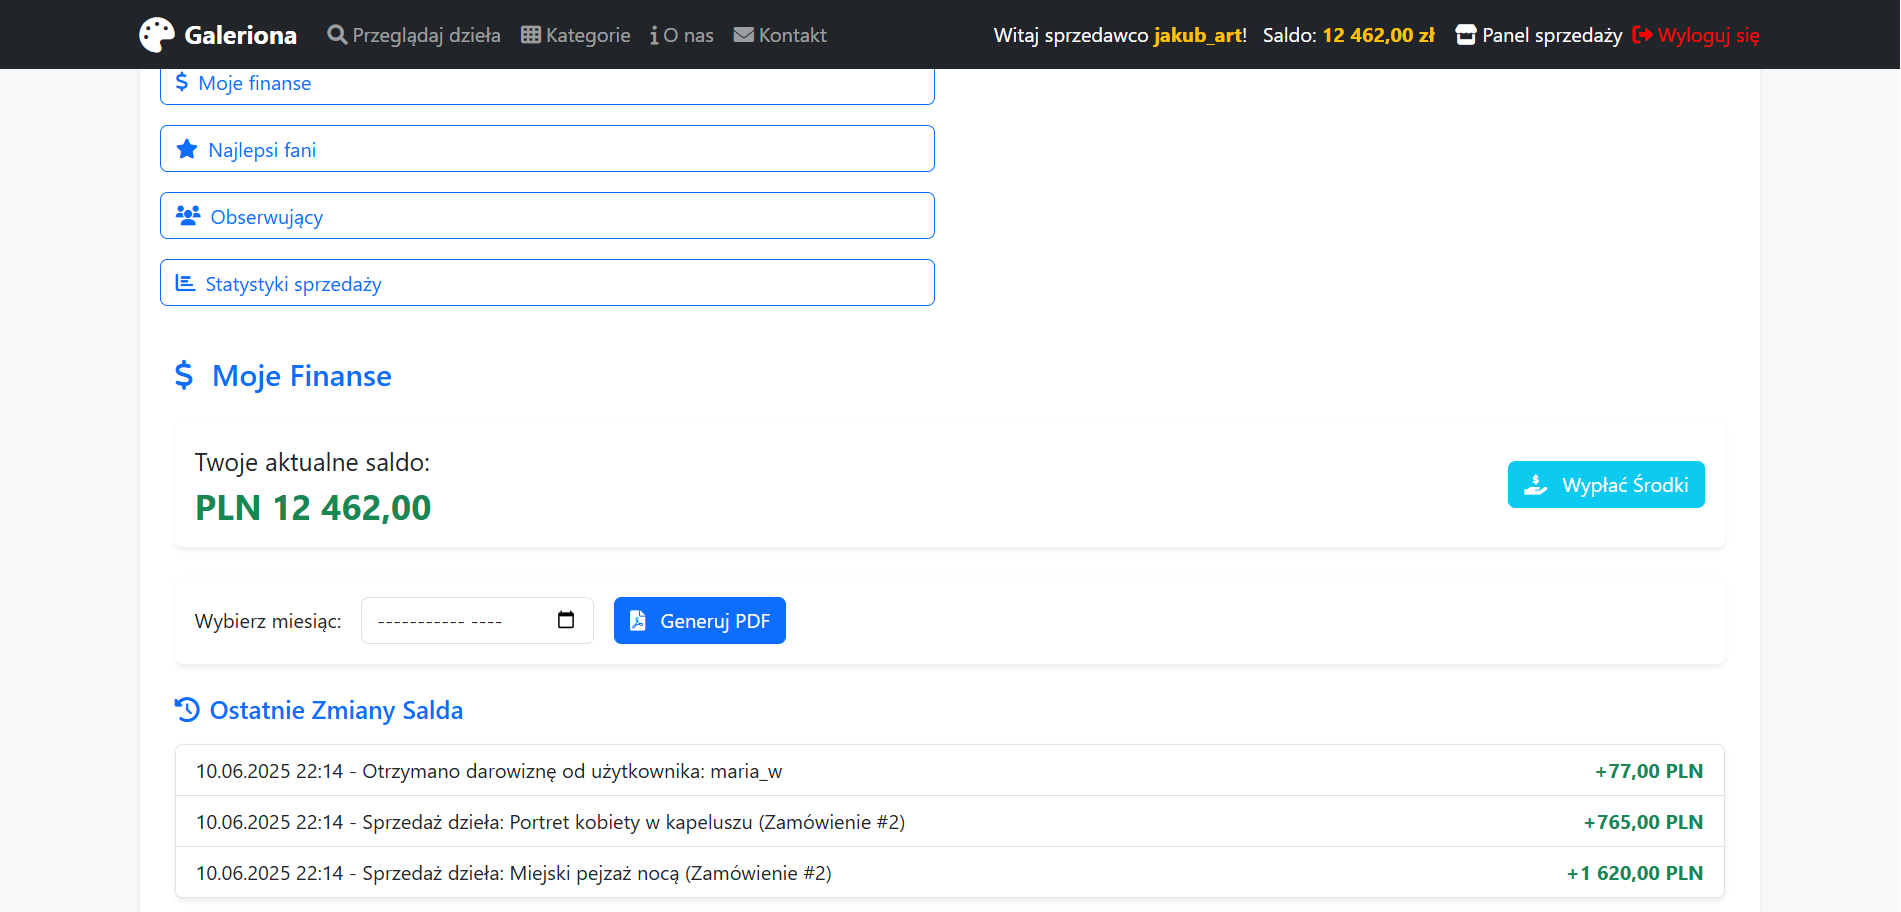 Galeriona Przeglądaj dzieła Kategorie O nas Kontakt Witaj sprzedawco jakub_art! Saldo: 12 462,00 zł Panel sprzedaży Wyloguj się
Moje finanse
Najlepsi fani
Obserwujący
Statystyki sprzedaży
Moje Finanse
Twoje aktualne saldo:
PLN 12 462,00
Wypłać Środki
Wybierz miesiąc: ----------- ---- Generuj PDF
Ostatnie Zmiany Salda
10.06.2025 22:14 - Otrzymano darowiznę od użytkownika: maria_w +77,00 PLN
10.06.2025 22:14 - Sprzedaż dzieła: Portret kobiety w kapeluszu (Zamówienie #2) +765,00 PLN
10.06.2025 22:14 - Sprzedaż dzieła: Miejski pejzaż nocą (Zamówienie #2) +1 620,00 PLN